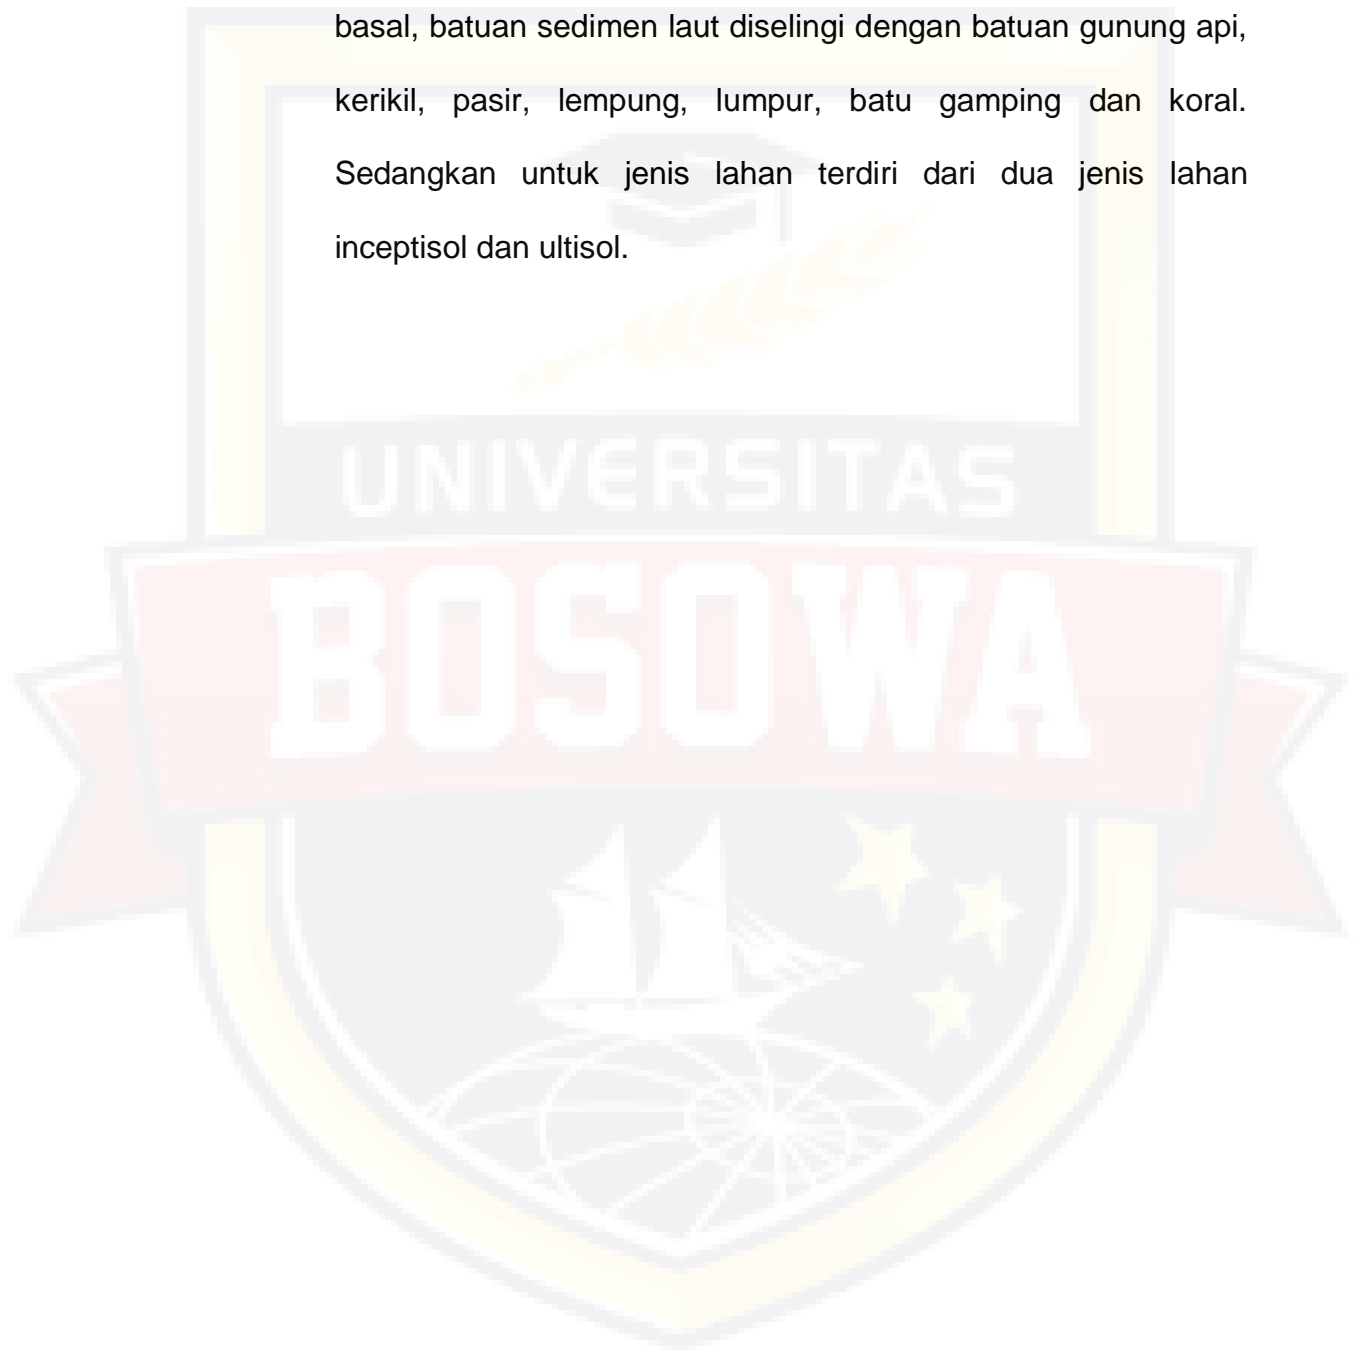 basal, batuan sedimen laut diselingi dengan batuan gunung api,
kerikil, pasir, lempung, lumpur, batu gamping dan koral.
Sedangkan untuk jenis lahan terdiri dari dua jenis lahan
inceptisol dan ultisol.
UNIVERSITAS
BOSOWA